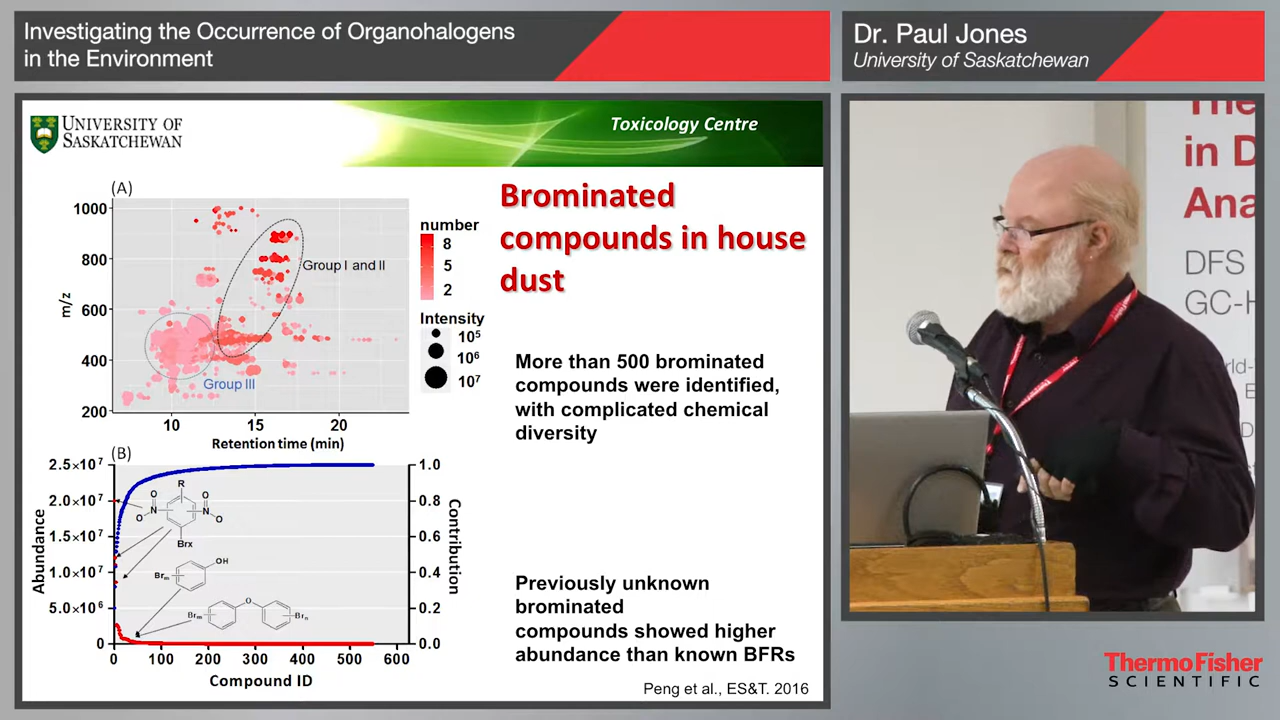 Investigating the Occurrence of Organohalogens
in the Environment
Dr. Paul Jones
University of Saskatchewan
UNIVERSITY OF
SASKATCHEWAN
Toxicology Centre
Brominated
compounds in house
dust
(A)
1000
800
600
400
200
m/z
10
15
20
Retention time (min)
Group I and II
Group III
number
8
5
2
Intensity
10⁵
10⁶
10⁷
More than 500 brominated
compounds were identified,
with complicated chemical
diversity
(B)
2.5×10⁷
2.0×10⁷
1.5×10⁷
1.0×10⁷
5.0×10⁶
0
Abundance
1.0
0.8
0.6
0.4
0.2
0.0
Contribution
0
100
200
300
400
500
600
Compound ID
R
O
O
N
N
O
O
Brx
OH
Brm
O
Brm
Brn
Previously unknown
brominated
compounds showed higher
abundance than known BFRs
Peng et al., ES&T. 2016
in D
Ana
DFS
GC-H
ThermoFisher
SCIENTIFIC